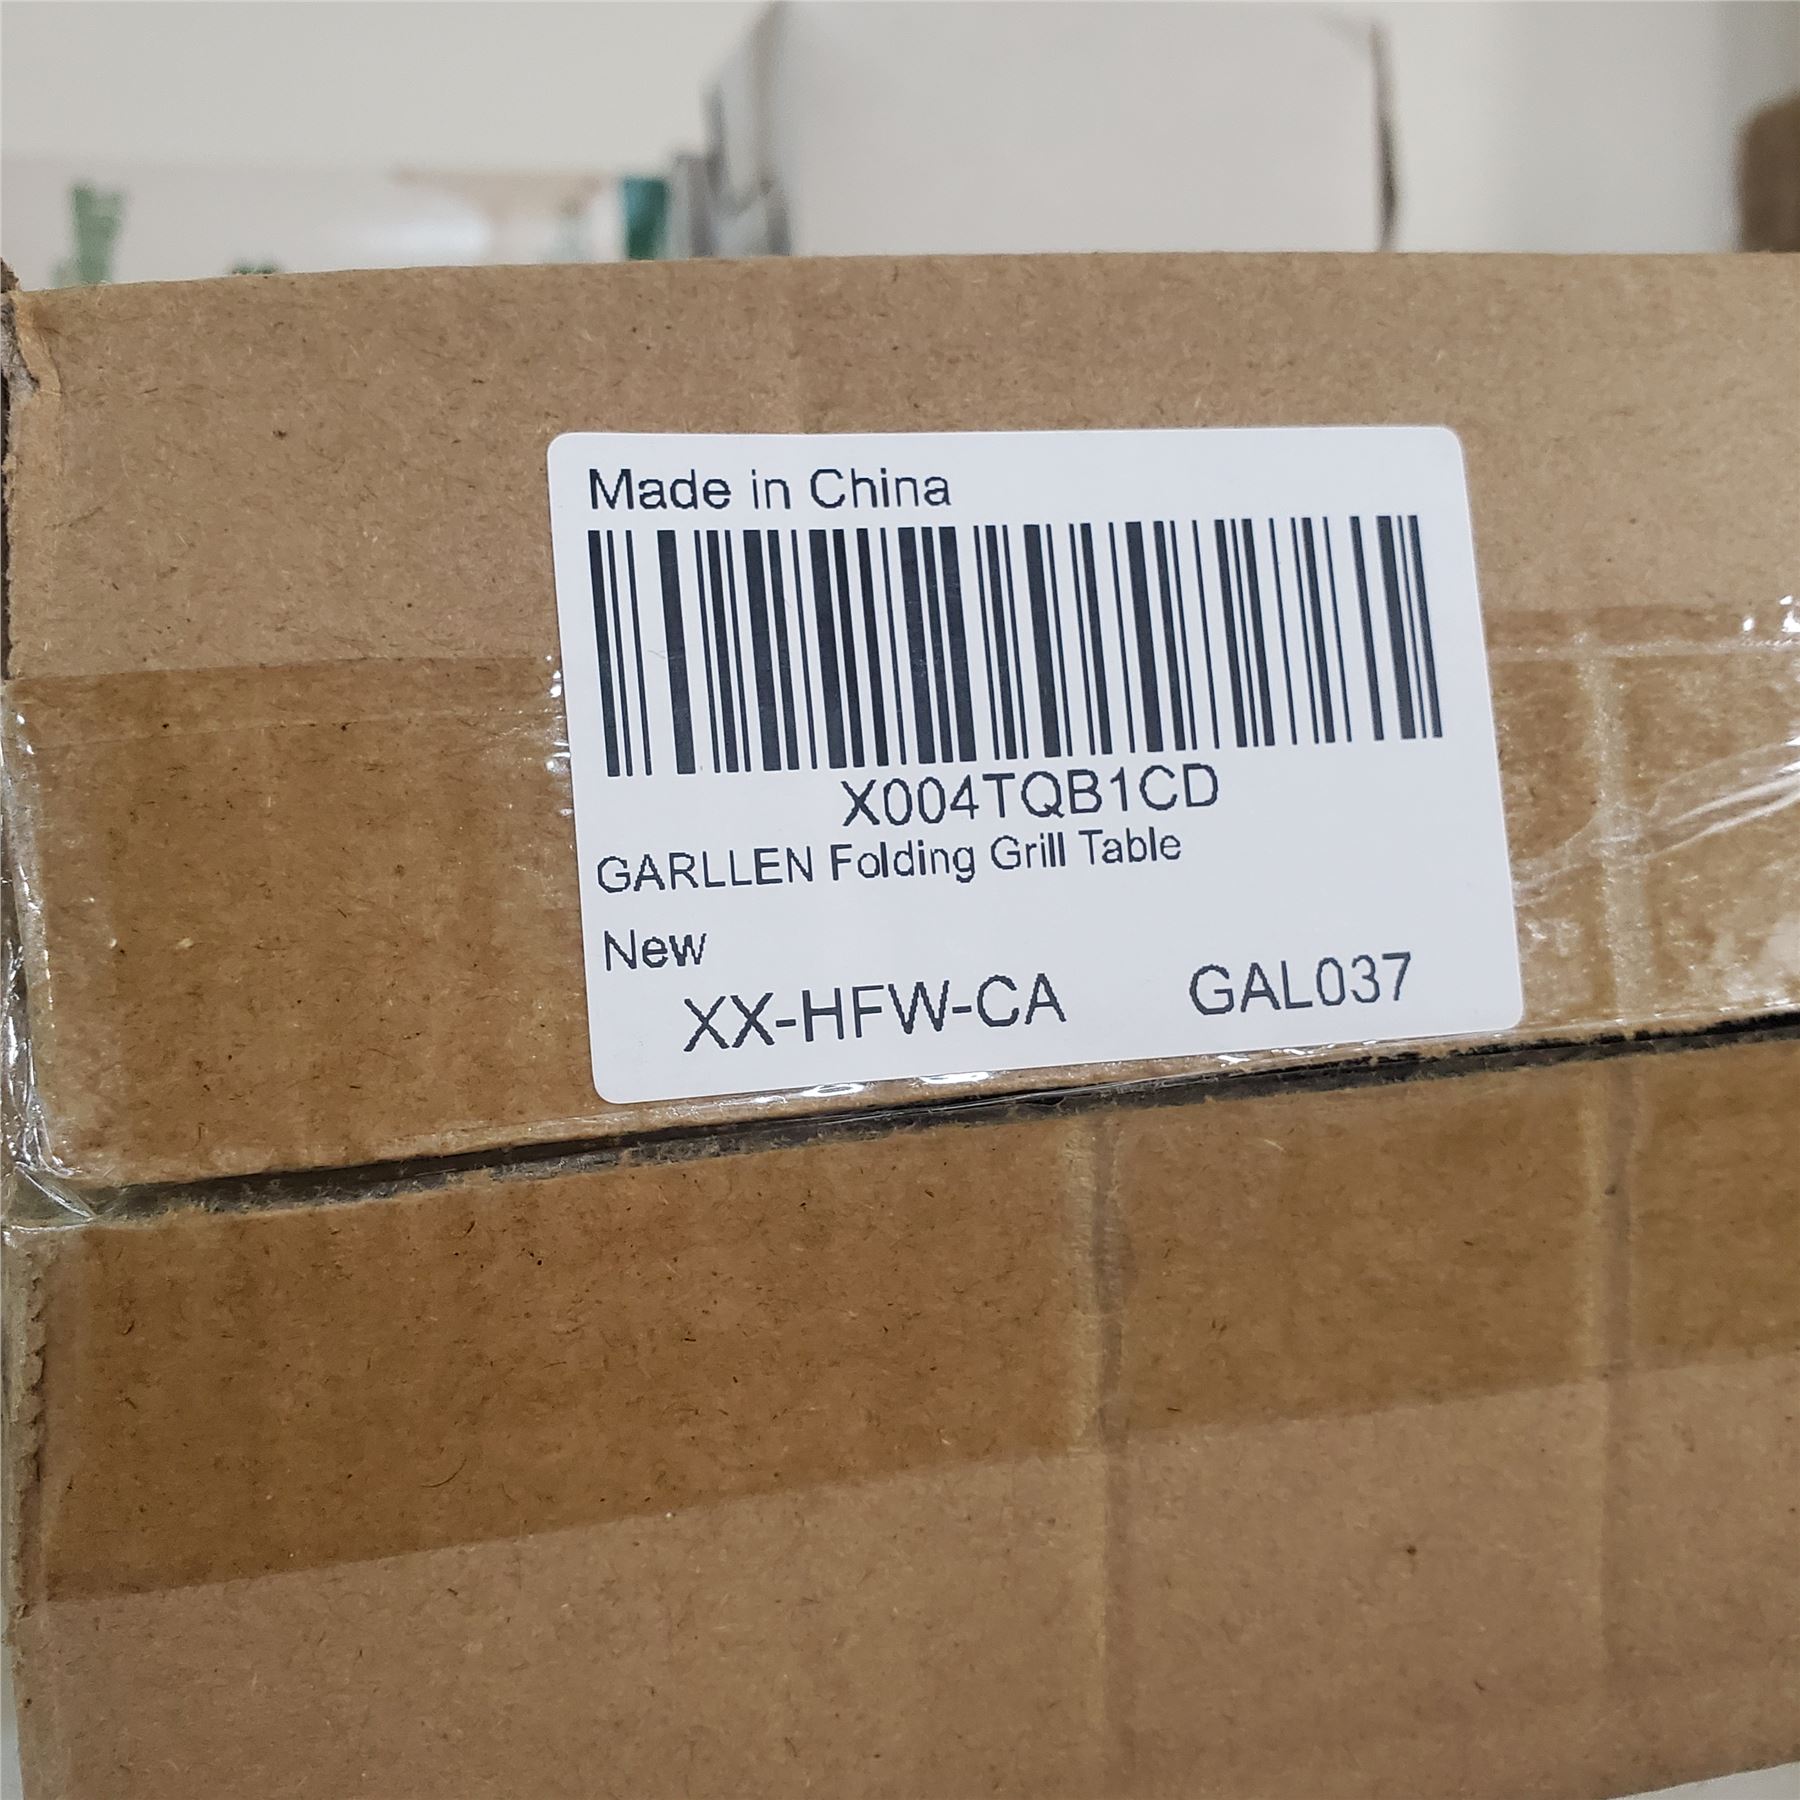 Made in China
X004TQB1CD
GARLLEN Folding Grill Table
New
XX-HFW-CA GAL037